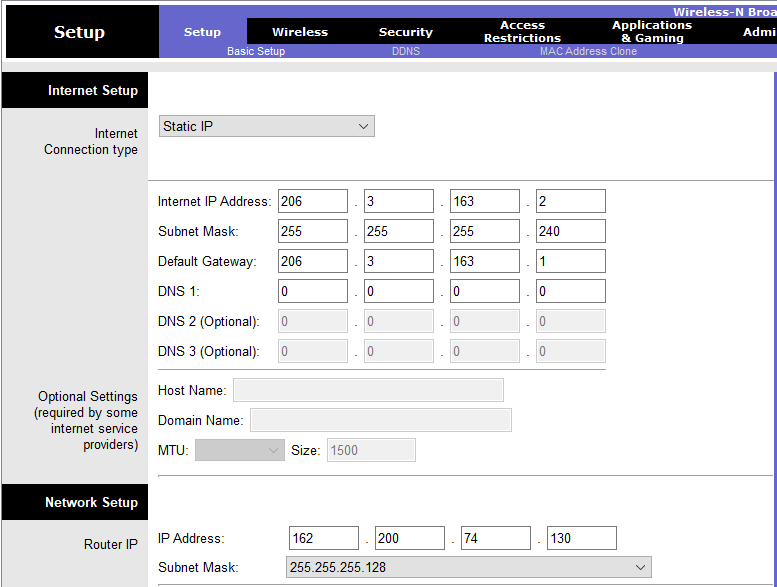 Wireless-N Broa
Setup
Setup Wireless Security Access Restrictions Applications & Gaming Admi
Basic Setup DDNS MAC Address Clone
Internet Setup
Internet Connection type
Static IP
Internet IP Address: 206 . 3 . 163 . 2
Subnet Mask: 255 . 255 . 255 . 240
Default Gateway: 206 . 3 . 163 . 1
DNS 1: 0 . 0 . 0 . 0
DNS 2 (Optional): 0 . 0 . 0 . 0
DNS 3 (Optional): 0 . 0 . 0 . 0
Optional Settings
(required by some
internet service
providers)
Host Name:
Domain Name:
MTU: Size: 1500
Network Setup
Router IP
IP Address: 162 . 200 . 74 . 130
Subnet Mask: 255.255.255.128